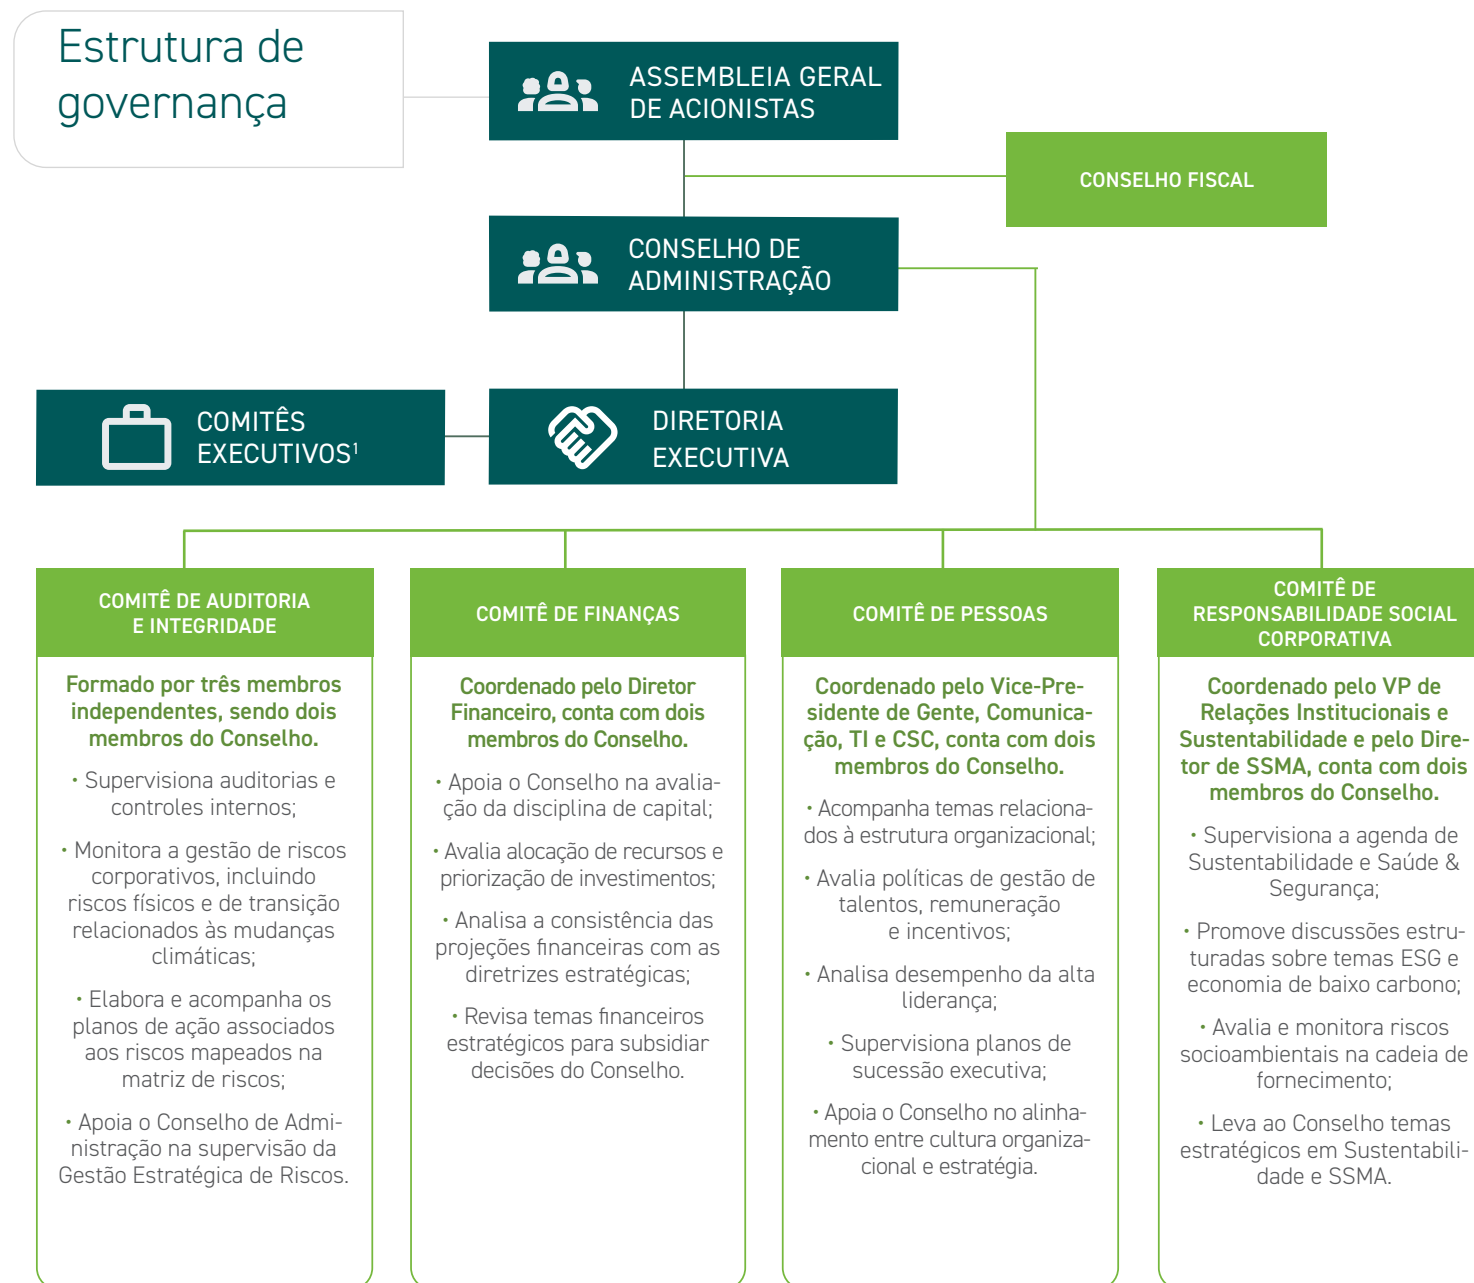 Estrutura de
governança
ASSEMBLEIA GERAL
DE ACIONISTAS
CONSELHO FISCAL
CONSELHO DE
ADMINISTRAÇÃO
COMITÊS
EXECUTIVOS¹
DIRETORIA
EXECUTIVA
COMITÊ DE AUDITORIA
E INTEGRIDADE
Formado por três membros
independentes, sendo dois
membros do Conselho.
• Supervisiona auditorias e
controles internos;
• Monitora a gestão de riscos
corporativos, incluindo
riscos físicos e de transição
relacionados às mudanças
climáticas;
• Elabora e acompanha os
planos de ação associados
aos riscos mapeados na
matriz de riscos;
• Apoia o Conselho de Admi-
nistração na supervisão da
Gestão Estratégica de Riscos.
COMITÊ DE FINANÇAS
Coordenado pelo Diretor
Financeiro, conta com dois
membros do Conselho.
• Apoia o Conselho na avalia-
ção da disciplina de capital;
• Avalia alocação de recursos e
priorização de investimentos;
• Analisa a consistência das
projeções financeiras com as
diretrizes estratégicas;
• Revisa temas financeiros
estratégicos para subsidiar
decisões do Conselho.
COMITÊ DE PESSOAS
Coordenado pelo Vice-Pre-
sidente de Gente, Comunica-
ção, TI e CSC, conta com dois
membros do Conselho.
• Acompanha temas relaciona-
dos à estrutura organizacional;
• Avalia políticas de gestão de
talentos, remuneração
e incentivos;
• Analisa desempenho da alta
liderança;
• Supervisiona planos de
sucessão executiva;
• Apoia o Conselho no alinha-
mento entre cultura organiza-
cional e estratégia.
COMITÊ DE
RESPONSABILIDADE SOCIAL
CORPORATIVA
Coordenado pelo VP de
Relações Institucionais e
Sustentabilidade e pelo Dire-
tor de SSMA, conta com dois
membros do Conselho.
• Supervisiona a agenda de
Sustentabilidade e Saúde &
Segurança;
• Promove discussões estru-
turadas sobre temas ESG e
economia de baixo carbono;
• Avalia e monitora riscos
socioambientais na cadeia de
fornecimento;
• Leva ao Conselho temas
estratégicos em Sustentabili-
dade e SSMA.